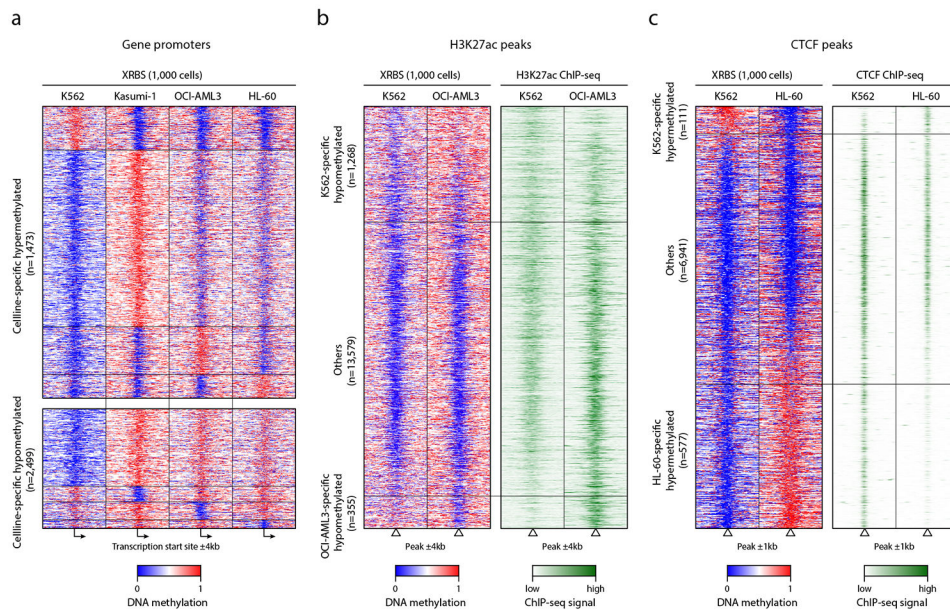 a
Gene promoters
XRBS (1,000 cells)
K562 Kasumi-1 OCI-AML3 HL-60
Cellline-specific hypermethylated
(n=1,473)
Cellline-specific hypomethylated
(n=2,499)
Transcription start site ±4kb
0 1
DNA methylation
b
H3K27ac peaks
XRBS (1,000 cells) H3K27ac ChIP-seq
K562 OCI-AML3 K562 OCI-AML3
K562-specific
hypomethylated
(n=1,268)
Others
(n=13,579)
OCI-AML3-specific
hypomethylated
(n=355)
Peak ±4kb Peak ±4kb
0 1
DNA methylation
low high
ChIP-seq signal
c
CTCF peaks
XRBS (1,000 cells) CTCF ChIP-seq
K562 HL-60 K562 HL-60
K562-specific
hypermethylated
(n=111)
Others
(n=6,941)
HL-60-specific
hypermethylated
(n=577)
Peak ±1kb Peak ±1kb
0 1
DNA methylation
low high
ChIP-seq signal